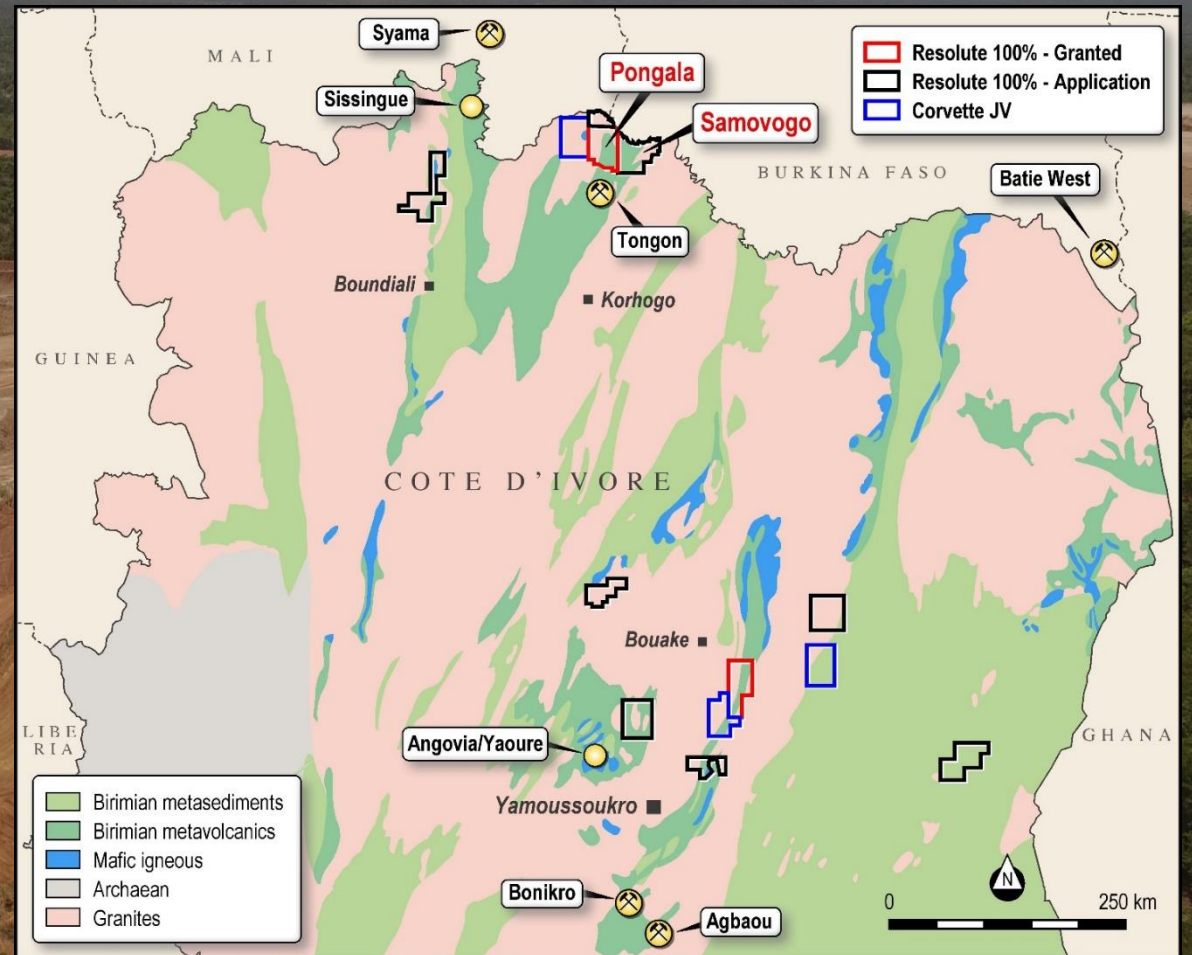 Syama
MALI
Resolute 100% - Granted
Resolute 100% - Application
Corvette JV
Pongala
Sissingue
Samovogo
BURKINA FASO
Batie West
Tongon
Boundiali
Korhogo
GUINEA
COTE D'IVORE
Bouake
LIBE
RIA
GHANA
Angovia/Yaoure
Yamoussoukro
Birimian metasediments
Birimian metavolcanics
Mafic igneous
Archaean
Granites
Bonikro
Agbaou
N
0 250 km